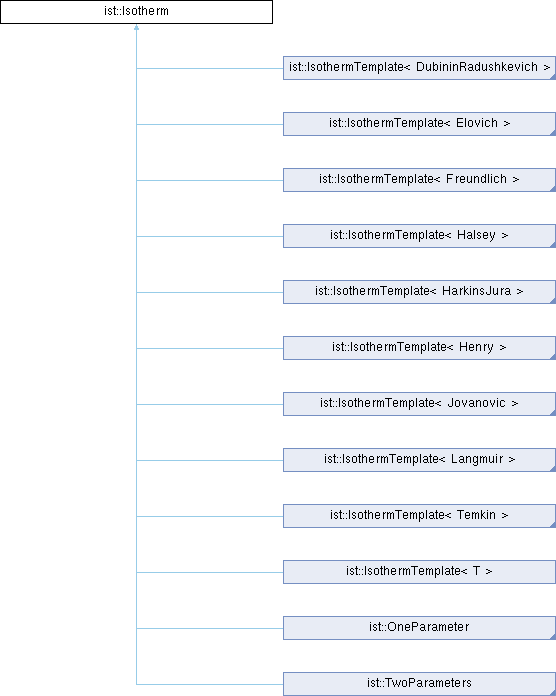 ist::Isotherm
ist::IsothermTemplate< DubininRadushkevich >
ist::IsothermTemplate< Elovich >
ist::IsothermTemplate< Freundlich >
ist::IsothermTemplate< Halsey >
ist::IsothermTemplate< HarkinsJura >
ist::IsothermTemplate< Henry >
ist::IsothermTemplate< Jovanovic >
ist::IsothermTemplate< Langmuir >
ist::IsothermTemplate< Temkin >
ist::IsothermTemplate< T >
ist::OneParameter
ist::TwoParameters